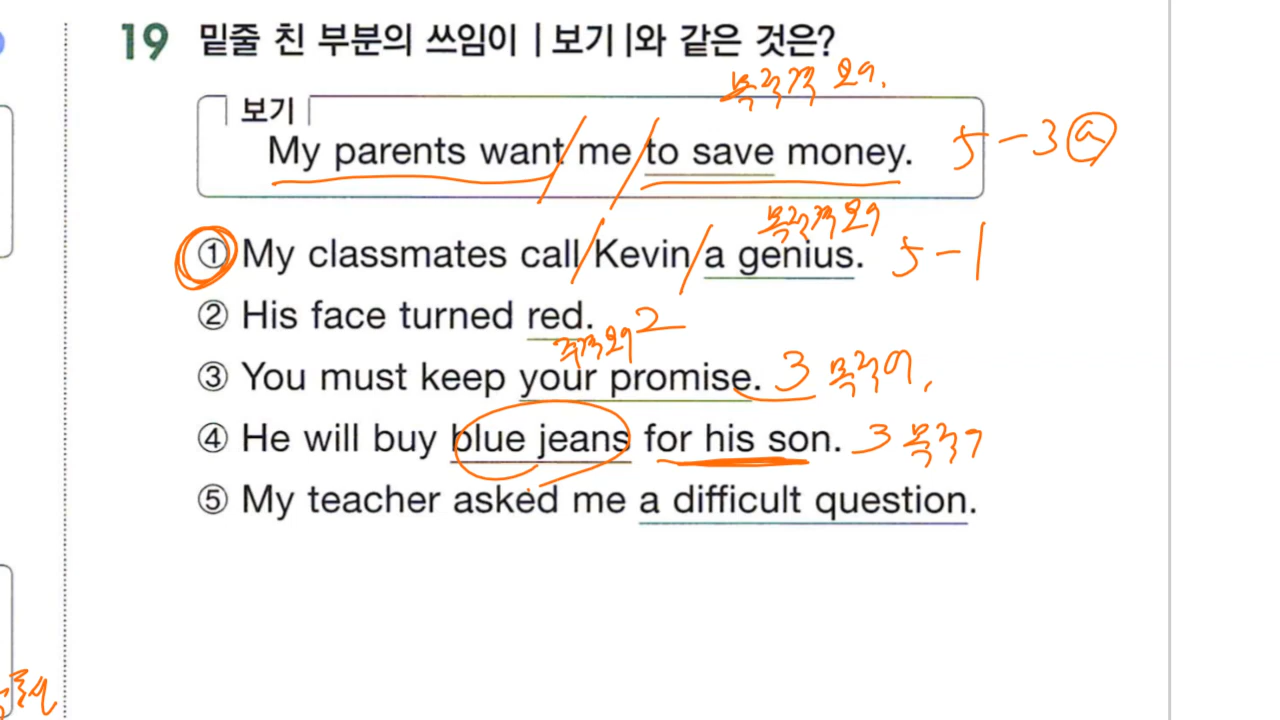 19 밑줄 친 부분의 쓰임이 |보기|와 같은 것은?
목적격 보어.
보기
My parents want / me / to save money. 5-3ⓐ
목적격 보어
① My classmates call / Kevin / a genius. 5-1
② His face turned red. 2
주격 보어
③ You must keep your promise. 3 목적어.
④ He will buy blue jeans for his son. 3 목적어
⑤ My teacher asked me a difficult question.